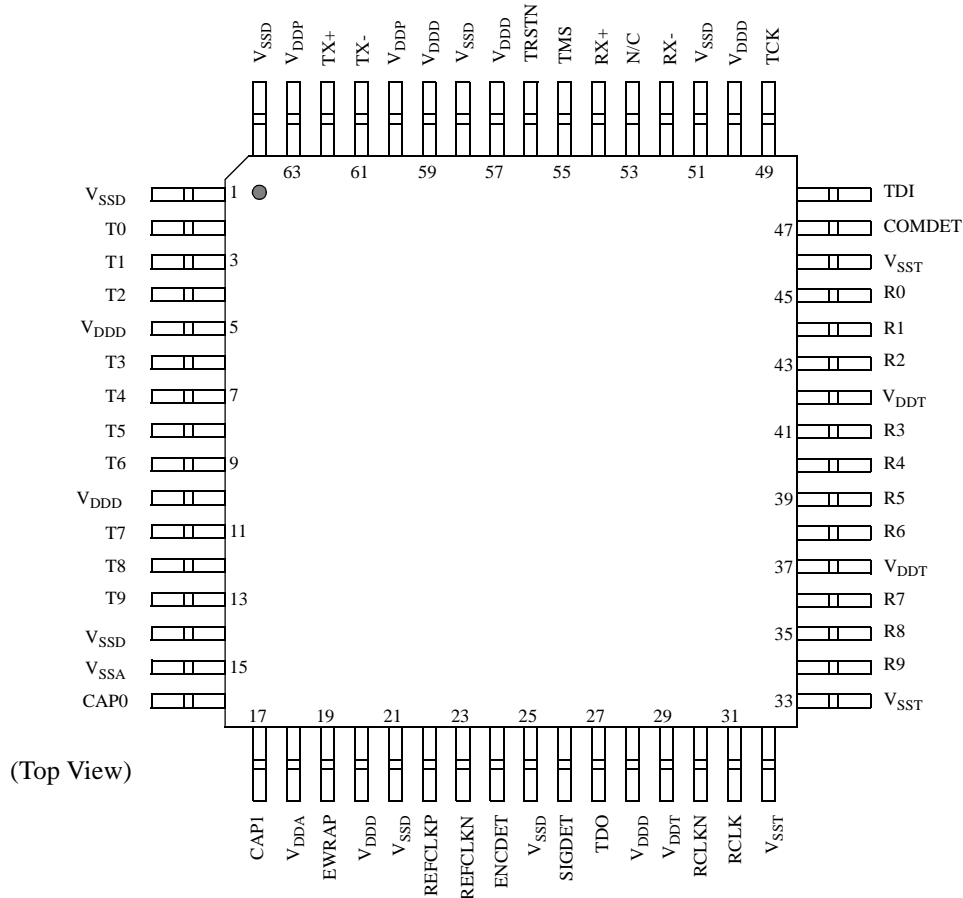 VSSD
VDDP
TX+
TX-
VDDP
VDDD
VSSD
VDDD
TRSTN
TMS
RX+
N/C
RX-
VSSD
VDDD
TCK
63
61
59
57
55
53
51
49
VSSD 1
T0
T1 3
T2
VDDD 5
T3
T4 7
T5
T6 9
VDDD
T7 11
T8
T9 13
VSSD
VSSA 15
CAP0
TDI
47 COMDET
VSST
45 R0
R1
43 R2
VDDT
41 R3
R4
39 R5
R6
37 VDDT
R7
35 R8
R9
33 VSST
17
19
21
23
25
27
29
31
(Top View)
CAP1
VDDA
EWRAP
VDDD
VSSD
REFCLKP
REFCLKN
ENCDET
VSSD
SIGDET
TDO
VDDD
VDDT
RCLKN
RCLK
VSST